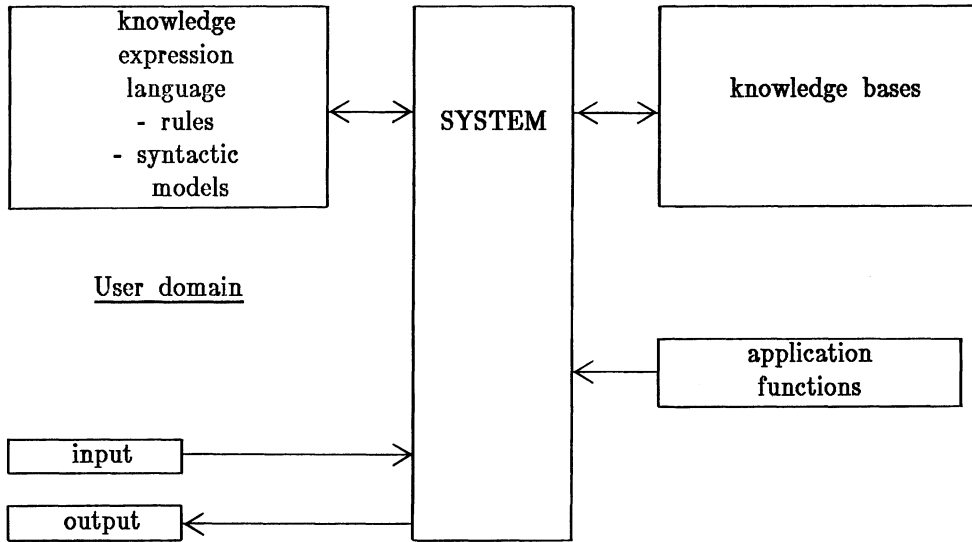 knowledge
expression
language
- rules
- syntactic
models
SYSTEM
knowledge bases
User domain
application
functions
input
output